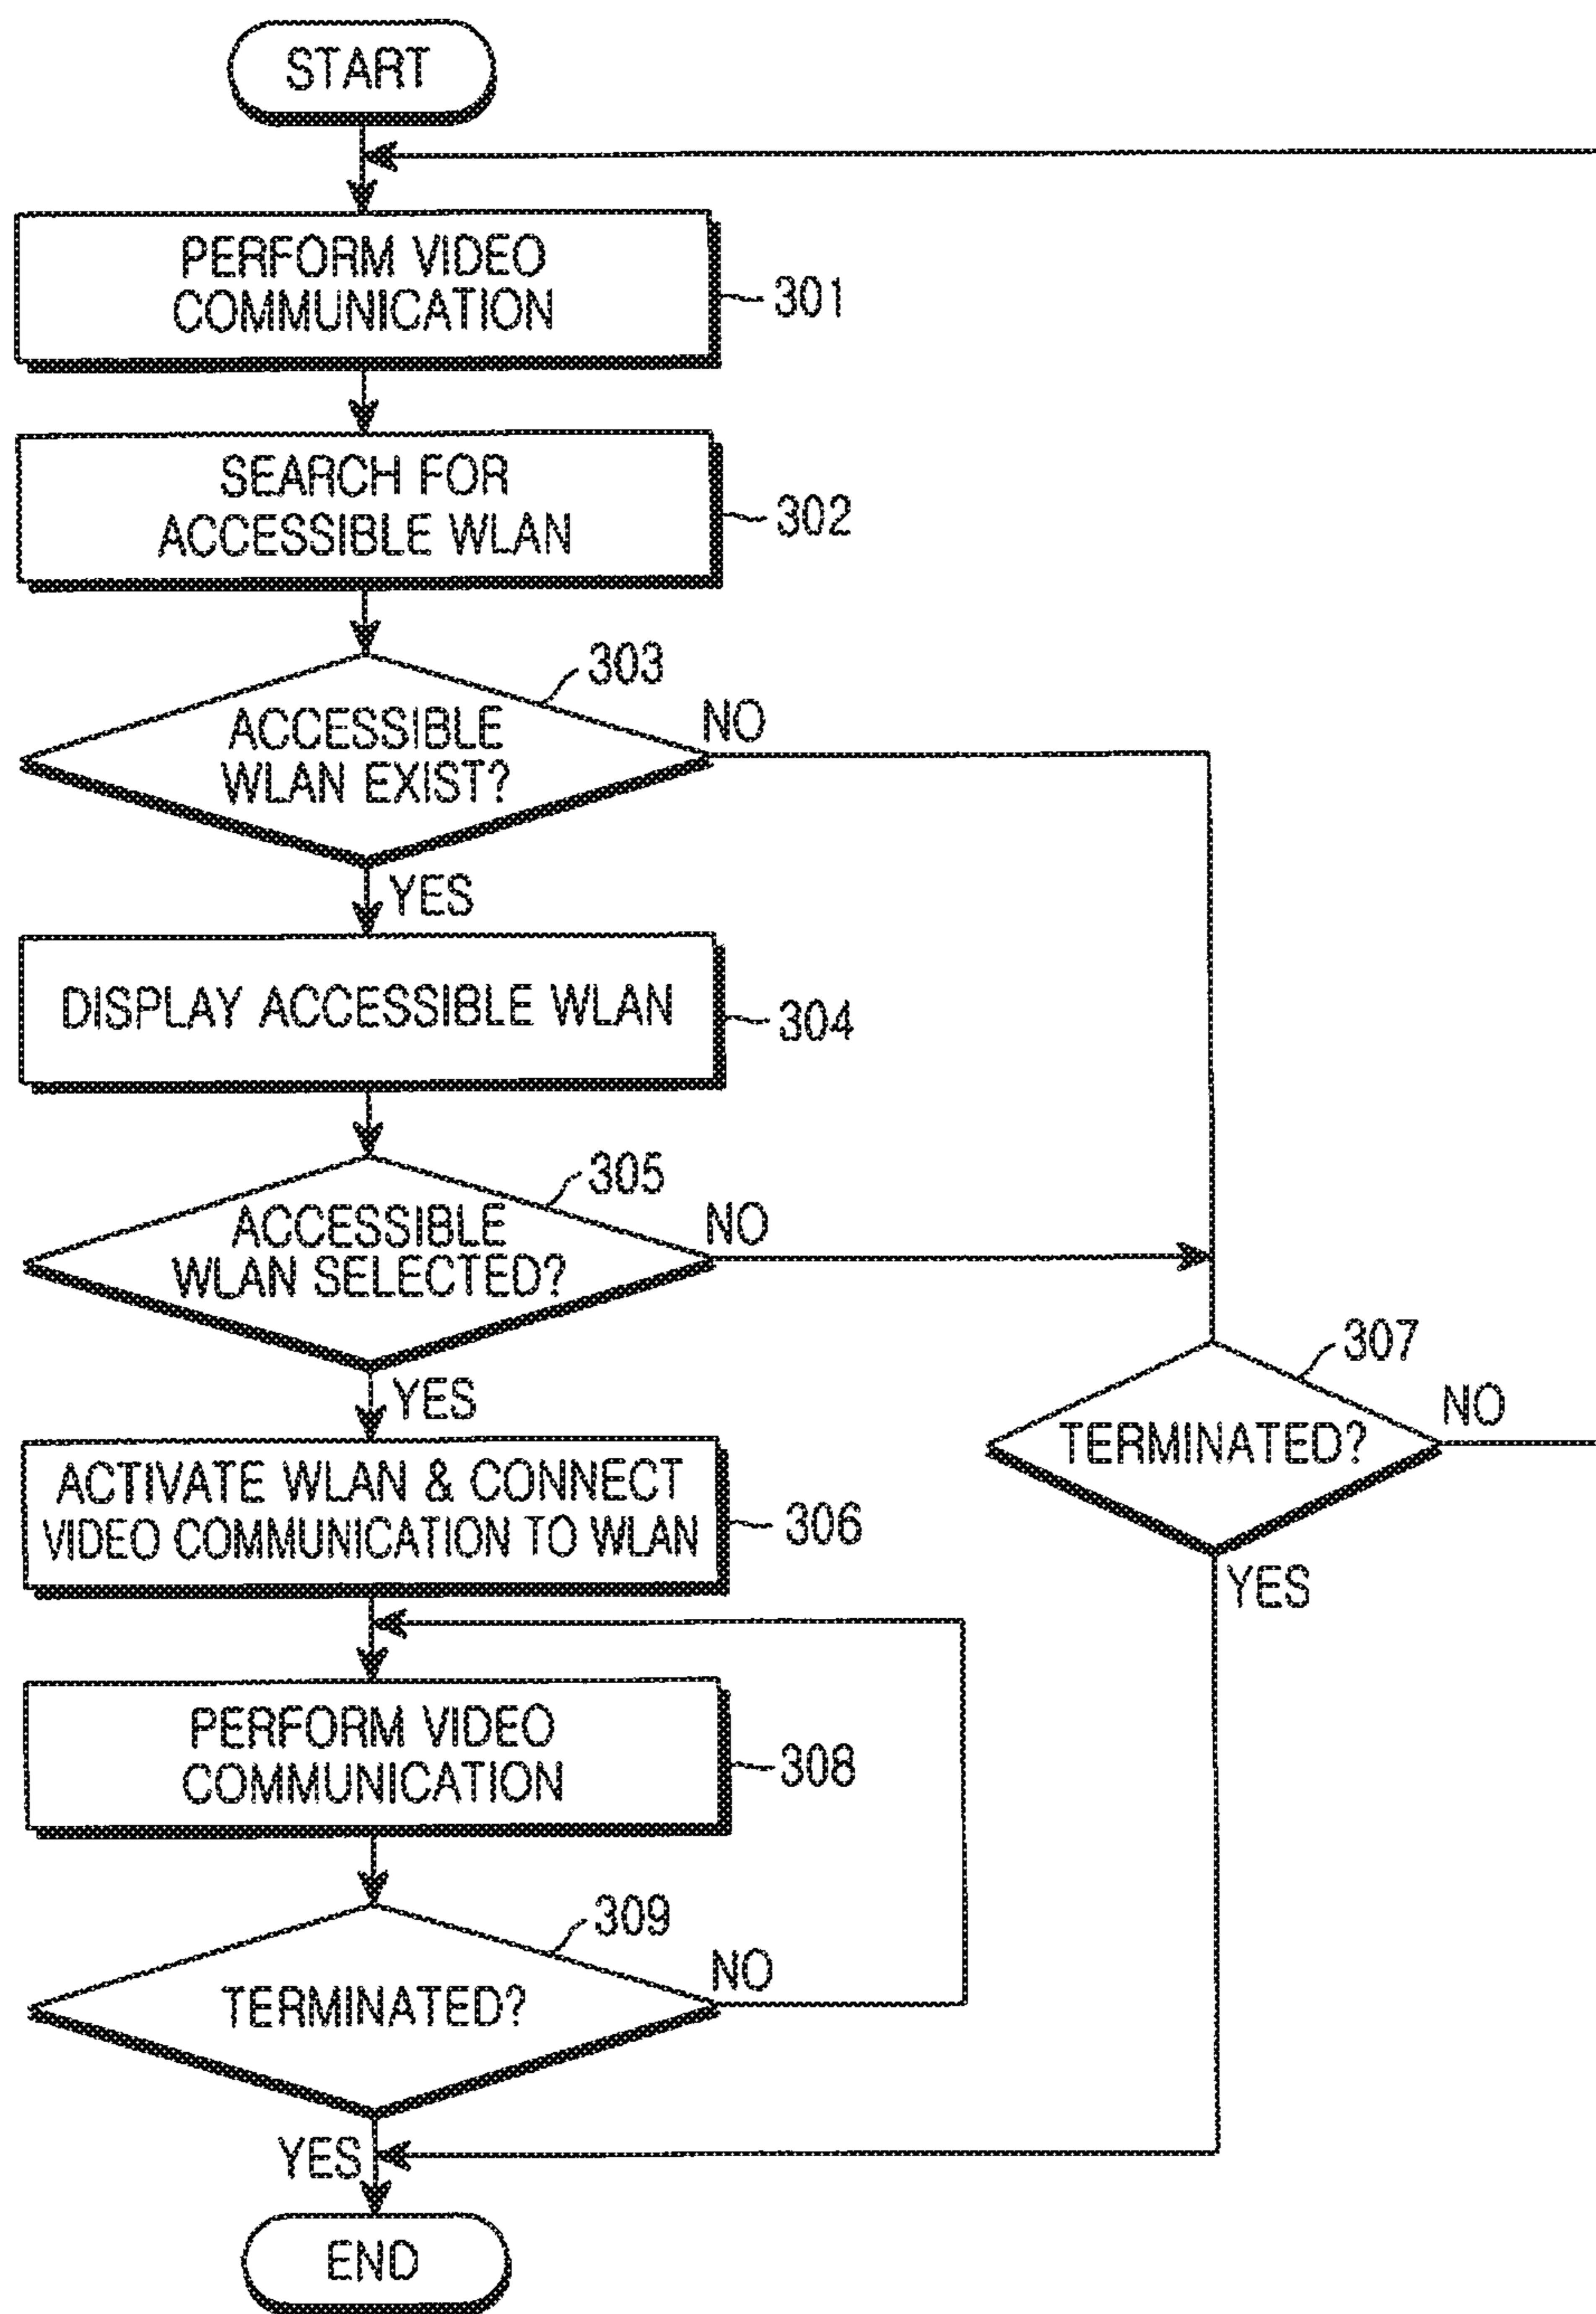 START
PERFORM VIDEO
COMMUNICATION
301
SEARCH FOR
ACCESSIBLE WLAN
302
303
ACCESSIBLE
WLAN EXIST?
NO
YES
DISPLAY ACCESSIBLE WLAN
304
305
ACCESSIBLE
WLAN SELECTED?
NO
YES
307
TERMINATED?
NO
YES
ACTIVATE WLAN & CONNECT
VIDEO COMMUNICATION TO WLAN
306
PERFORM VIDEO
COMMUNICATION
308
309
TERMINATED?
NO
YES
END